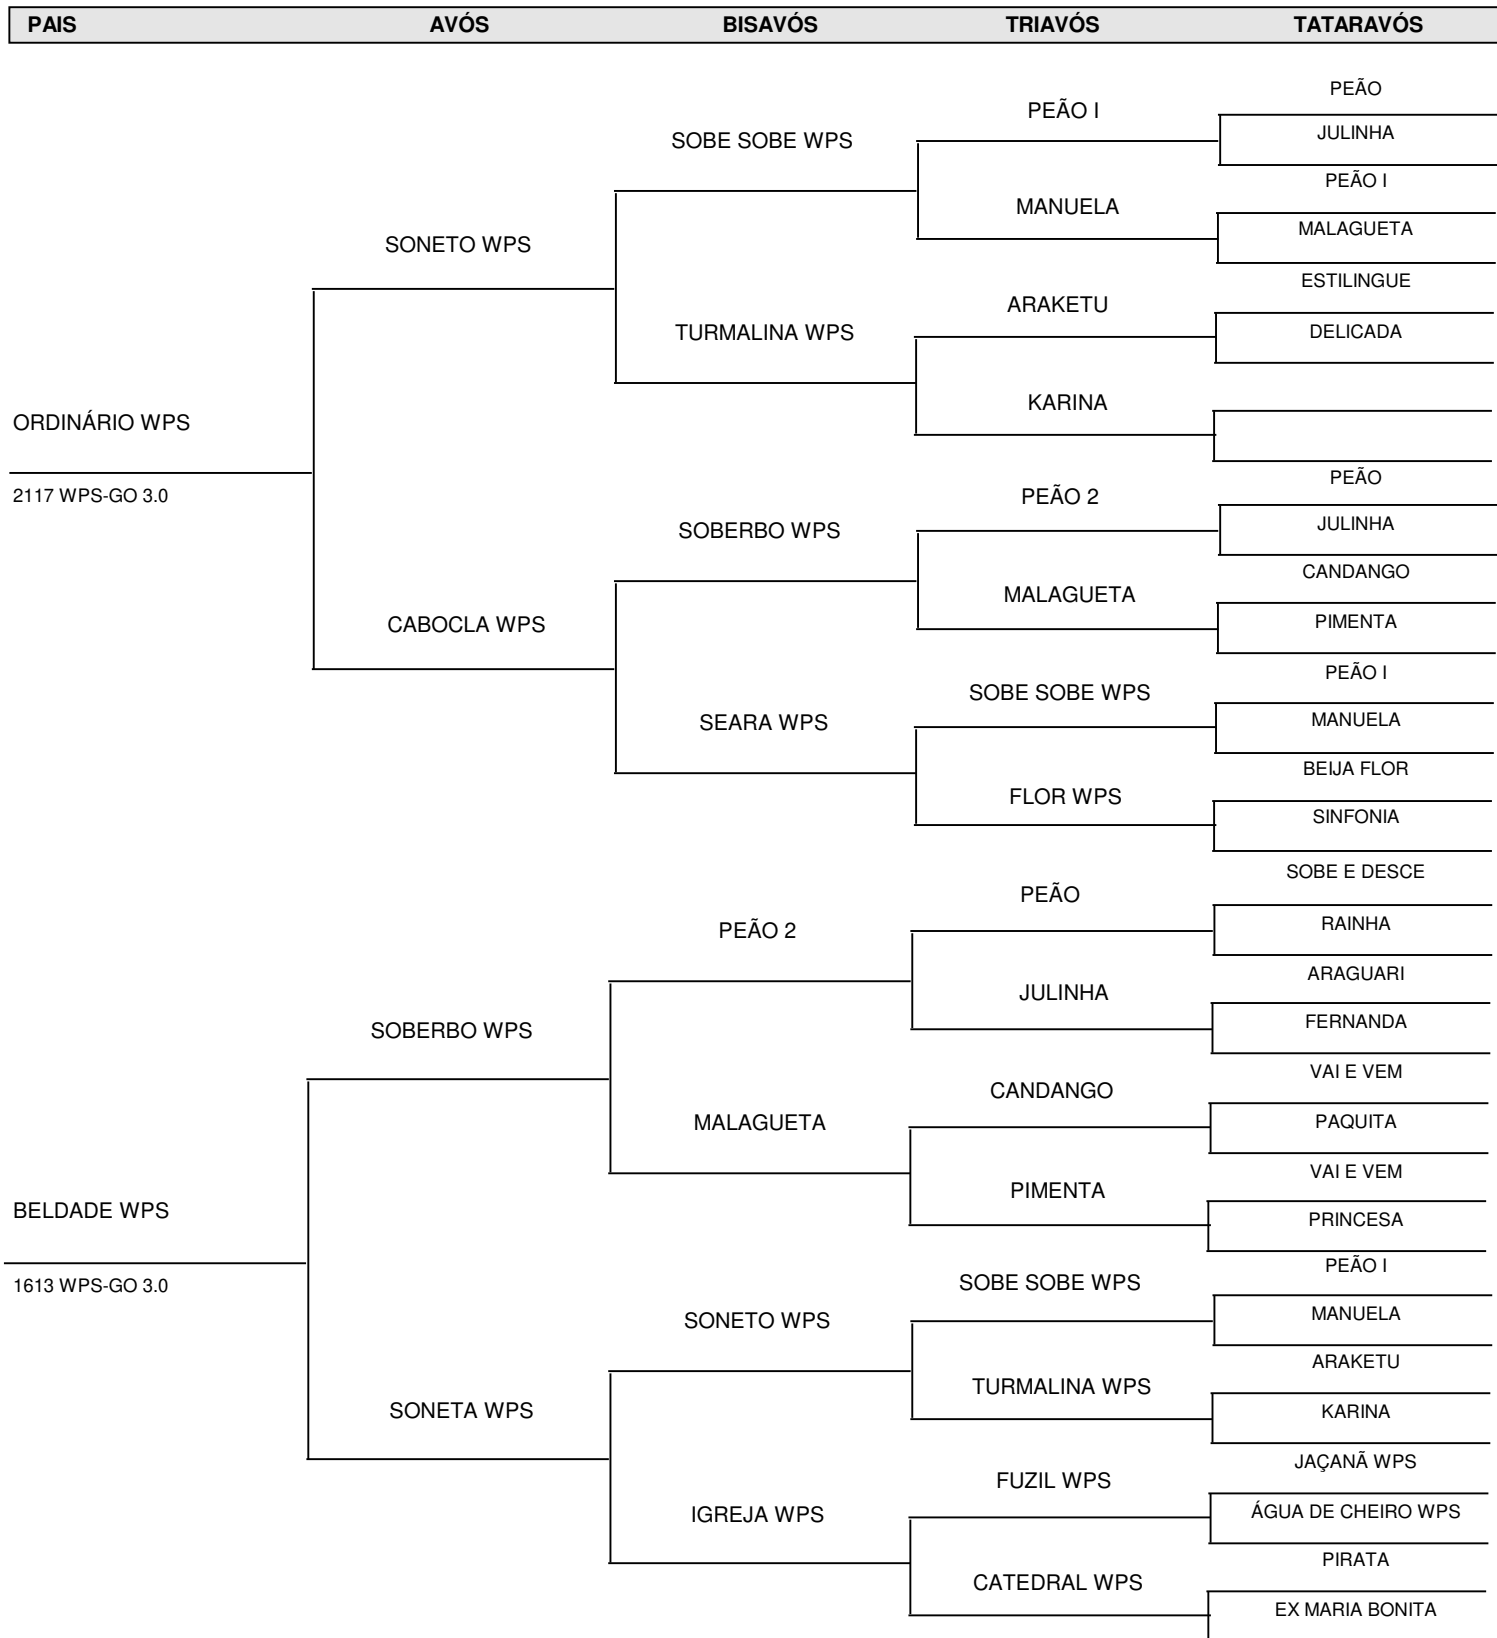 PAIS AVÓS BISAVÓS TRIAVÓS TATARAVÓS
PEÃO
PEÃO I
JULINHA
SOBE SOBE WPS
PEÃO I
MANUELA
MALAGUETA
SONETO WPS
ESTILINGUE
ARAKETU
TURMALINA WPS
DELICADA
KARINA
ORDINÁRIO WPS
2117 WPS-GO 3.0
PEÃO
PEÃO 2
JULINHA
SOBERBO WPS
CANDANGO
MALAGUETA
PIMENTA
CABOCLA WPS
PEÃO I
SOBE SOBE WPS
MANUELA
SEARA WPS
BEIJA FLOR
FLOR WPS
SINFONIA
SOBE E DESCE
PEÃO
RAINHA
PEÃO 2
ARAGUARI
JULINHA
FERNANDA
SOBERBO WPS
VAI E VEM
CANDANGO
PAQUITA
MALAGUETA
VAI E VEM
PIMENTA
PRINCESA
BELDADE WPS
1613 WPS-GO 3.0
PEÃO I
SOBE SOBE WPS
MANUELA
SONETO WPS
ARAKETU
TURMALINA WPS
KARINA
SONETA WPS
JAÇANÃ WPS
FUZIL WPS
ÁGUA DE CHEIRO WPS
IGREJA WPS
PIRATA
CATEDRAL WPS
EX MARIA BONITA